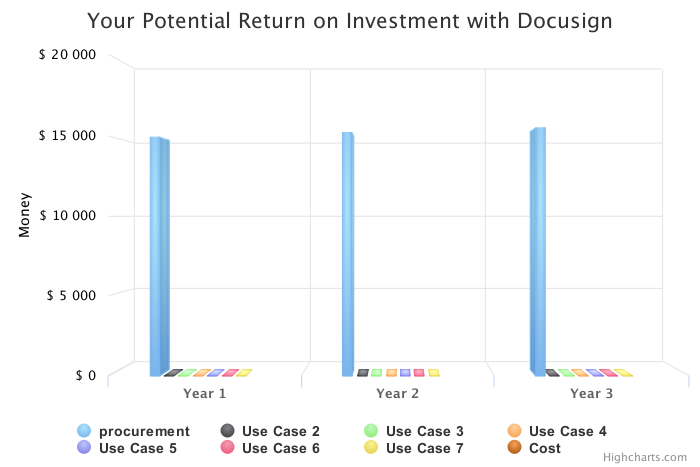 Your Potential Return on Investment with Docusign
$ 20 000
$ 15 000
$ 10 000
$ 5 000
$ 0
Money
Year 1 Year 2 Year 3
procurement Use Case 2 Use Case 3 Use Case 4
Use Case 5 Use Case 6 Use Case 7 Cost
Highcharts.com